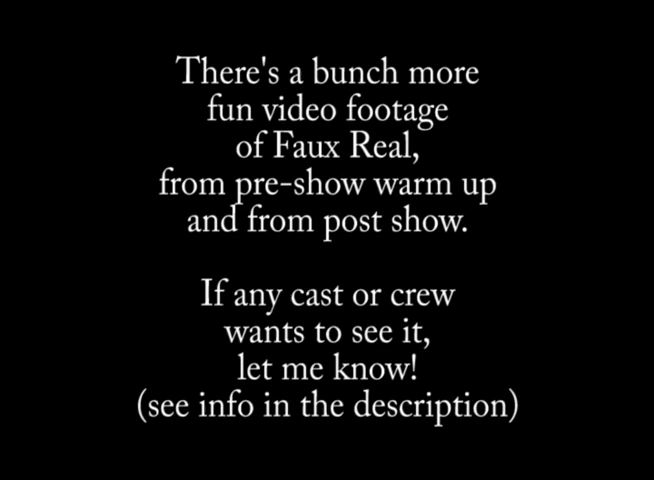 There's a bunch more
fun video footage
of Faux Real,
from pre-show warm up
and from post show.
If any cast or crew
wants to see it,
let me know!
(see info in the description)